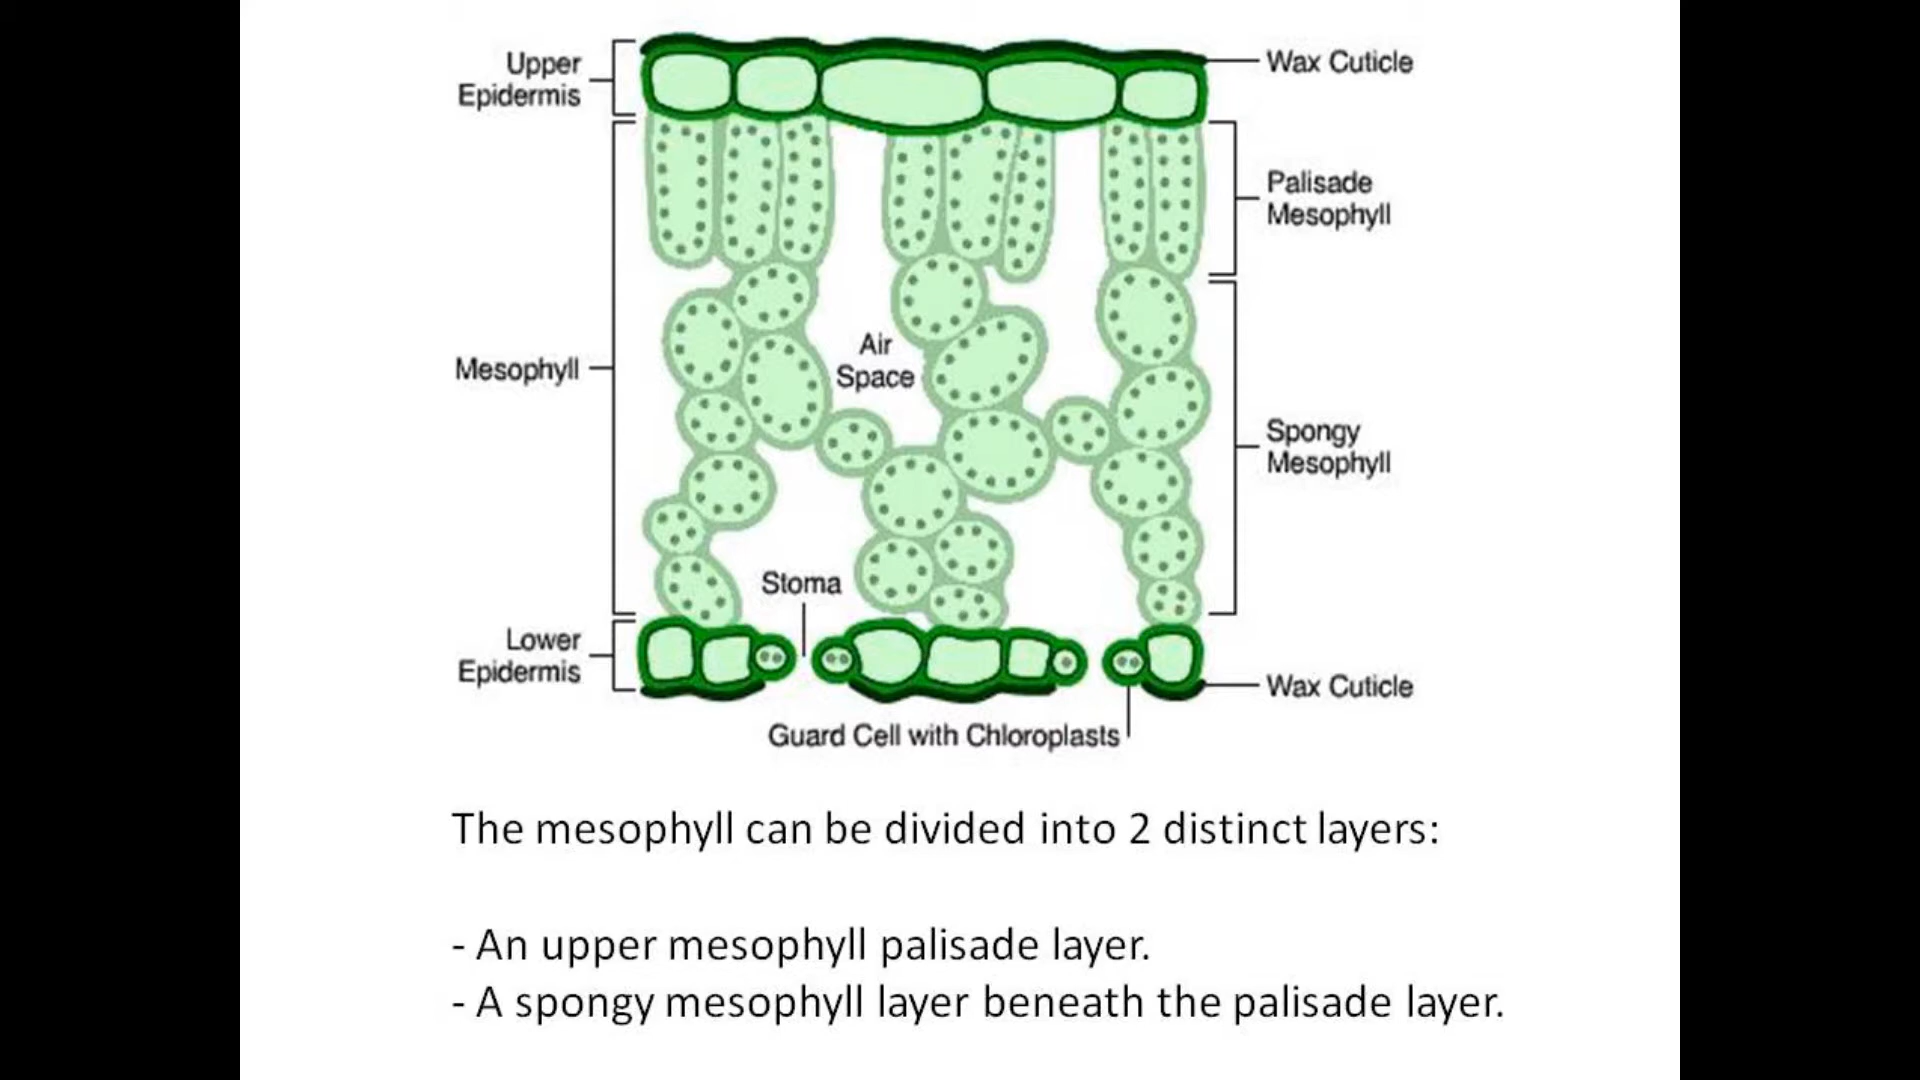 Upper
Epidermis
Wax Cuticle
Palisade
Mesophyll
Air
Space
Mesophyll
Spongy
Mesophyll
Stoma
Lower
Epidermis
Wax Cuticle
Guard Cell with Chloroplasts
The mesophyll can be divided into 2 distinct layers:
- An upper mesophyll palisade layer.
- A spongy mesophyll layer beneath the palisade layer.